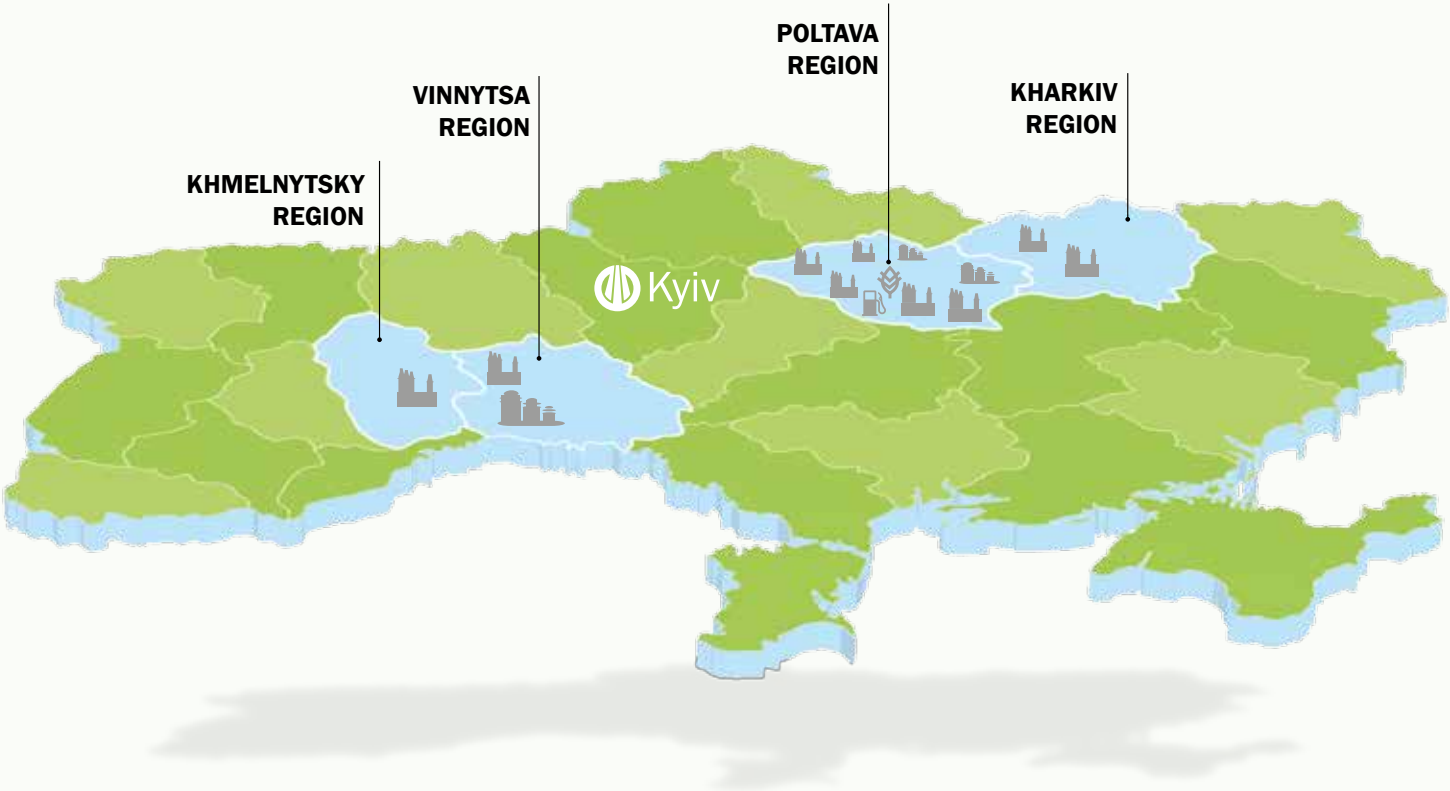 POLTAVA
REGION
VINNYTSA
REGION
KHARKIV
REGION
KHMELNYTSKY
REGION
Kyiv